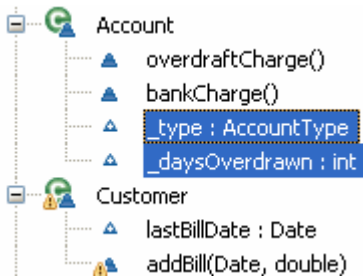 Account
overdraftCharge()
bankCharge()
_type : AccountType
_daysOverdrawn : int
Customer
lastBillDate : Date
addBill(Date, double)